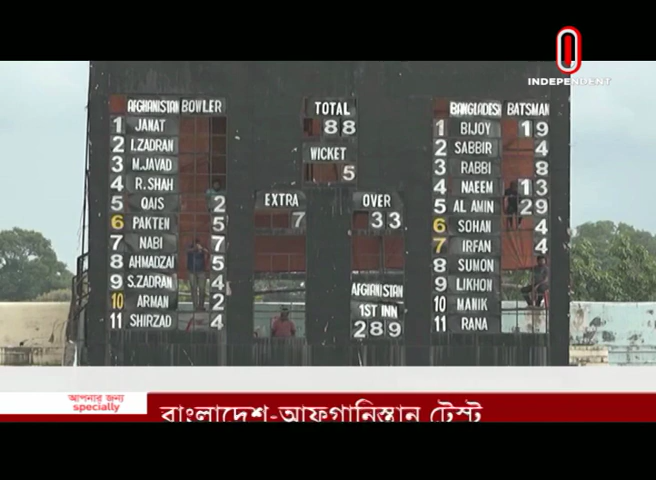 INDEPENDENT
AFGHANISTAN BOWLER
1 JANAT
2 I.ZADRAN
3 M.JAVAD
4 R.SHAH
5 QAIS 2
6 PAKTEN 5
7 NABI 7
8 AHMADZAI 5
9 S.ZADRAN 4
10 ARMAN 2
11 SHIRZAD 4
TOTAL
88
WICKET
5
EXTRA
7
OVER
33
AFGHANISTAN
1ST INN
289
BANGLADESH BATSMAN
1 BIJOY 19
2 SABBIR 4
3 RABBI 8
4 NAEEM 13
5 AL AMIN 29
6 SOHAN 4
7 IRFAN 4
8 SUMON
9 LIKHON
10 MANIK
11 RANA
আপনার জন্য
specially
বাংলাদেশ-আফগানিস্তান টেস্ট